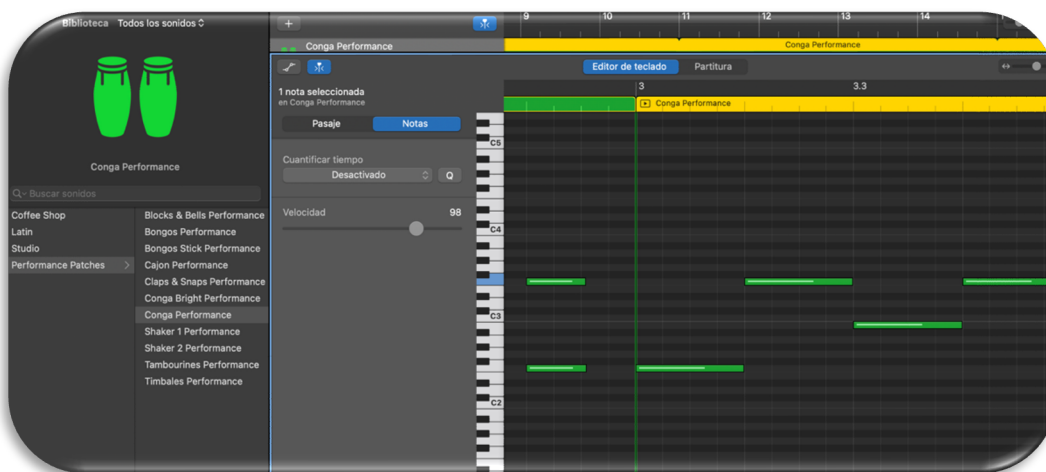 Biblioteca Todos los sonidos
Conga Performance
Buscar sonidos
Coffee Shop
Latin
Studio
Performance Patches
Blocks & Bells Performance
Bongos Performance
Bongos Stick Performance
Cajon Performance
Claps & Snaps Performance
Conga Bright Performance
Conga Performance
Shaker 1 Performance
Shaker 2 Performance
Tambourines Performance
Timbales Performance
9 10 11 12 13 14
Conga Performance
Conga Performance
Editor de teclado Partitura
1 nota seleccionada
en Conga Performance
Pasaje Notas
Cuantificar tiempo
Desactivado Q
Velocidad 98
3 3.3
Conga Performance
C5
C4
C3
C2